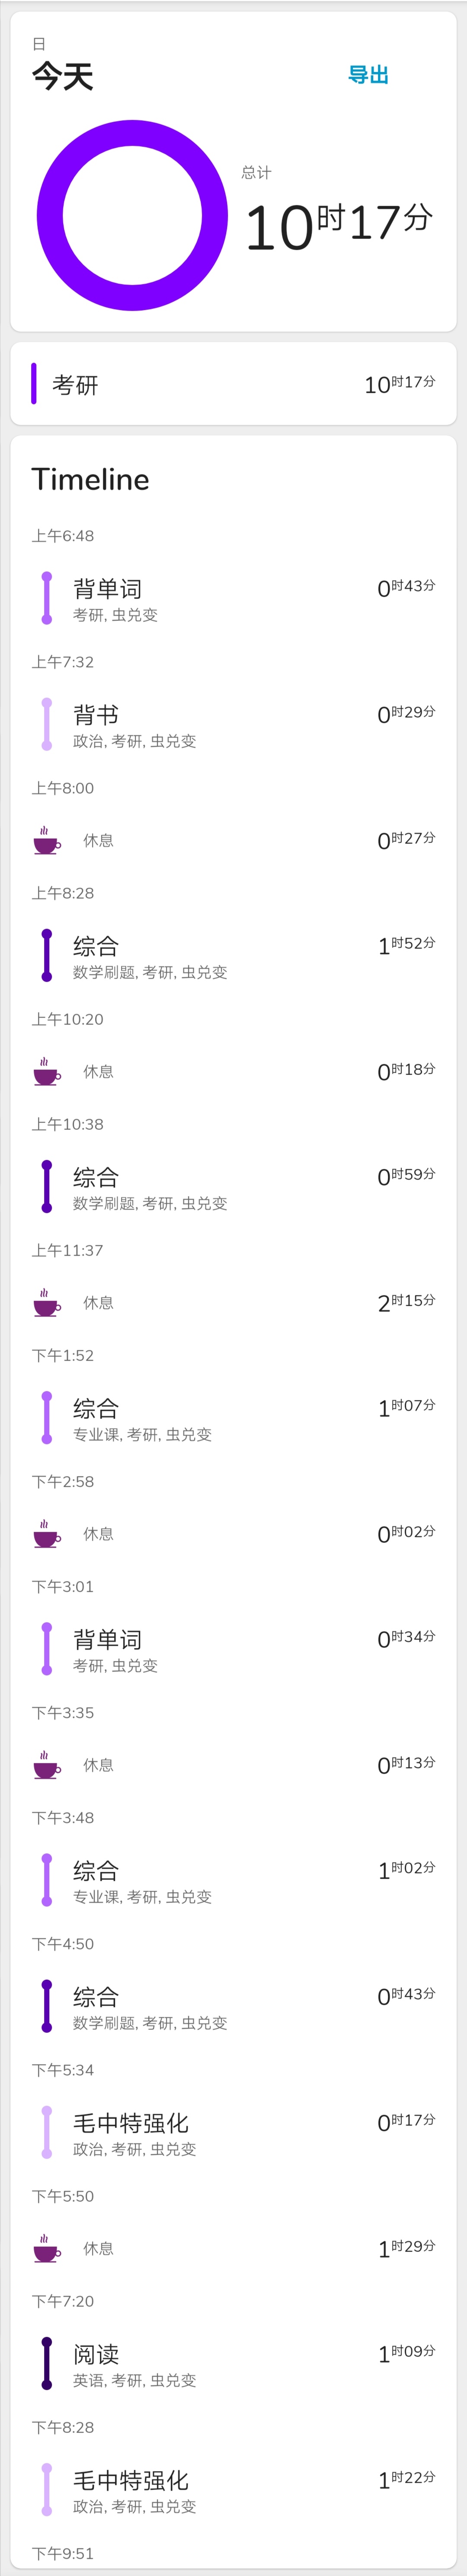 日
今天
导出
总计
10时17分
考研 10时17分
Timeline
上午6:48
背单词 0时43分
考研, 虫兑变
上午7:32
背书 0时29分
政治, 考研, 虫兑变
上午8:00
休息 0时27分
上午8:28
综合 1时52分
数学刷题, 考研, 虫兑变
上午10:20
休息 0时18分
上午10:38
综合 0时59分
数学刷题, 考研, 虫兑变
上午11:37
休息 2时15分
下午1:52
综合 1时07分
专业课, 考研, 虫兑变
下午2:58
休息 0时02分
下午3:01
背单词 0时34分
考研, 虫兑变
下午3:35
休息 0时13分
下午3:48
综合 1时02分
专业课, 考研, 虫兑变
下午4:50
综合 0时43分
数学刷题, 考研, 虫兑变
下午5:34
毛中特强化 0时17分
政治, 考研, 虫兑变
下午5:50
休息 1时29分
下午7:20
阅读 1时09分
英语, 考研, 虫兑变
下午8:28
毛中特强化 1时22分
政治, 考研, 虫兑变
下午9:51